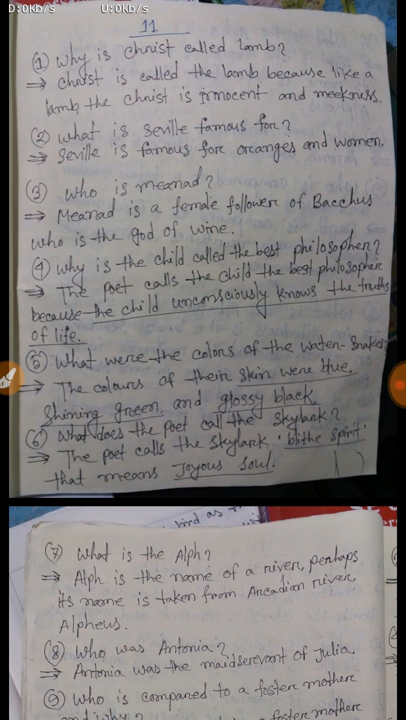 D:0Kb/s U:0Kb/s
11
(1) Why is Christ called lamb?
⇒ Christ is called the lamb because like a
lamb, the Christ is innocent and meekness.
(2) What is Seville famous for?
⇒ Seville is famous for oranges and women.
(3) Who is meanad?
⇒ Meanad is a female follower of Bacchus
who is the god of wine.
(4) Why is the child called the best philosopher?
⇒ The poet calls the child the best philosopher
because the child unconsciously knows the truths
of life.
(5) What were the colors of the water-snakes?
⇒ The colours of their skin were blue,
shining green, and glossy black.
(6) What does the poet call the skylark?
⇒ The poet calls the skylark 'blithe spirit'
that means Joyous Soul.
(7) What is the Alph?
⇒ Alph is the name of a river, perhaps
its name is taken from Arcadian river
Alpheus.
(8) Who was Antonia?
⇒ Antonia was the maidservant of Julia.
(9) Who is compared to a foster mother
and why?
foster mother